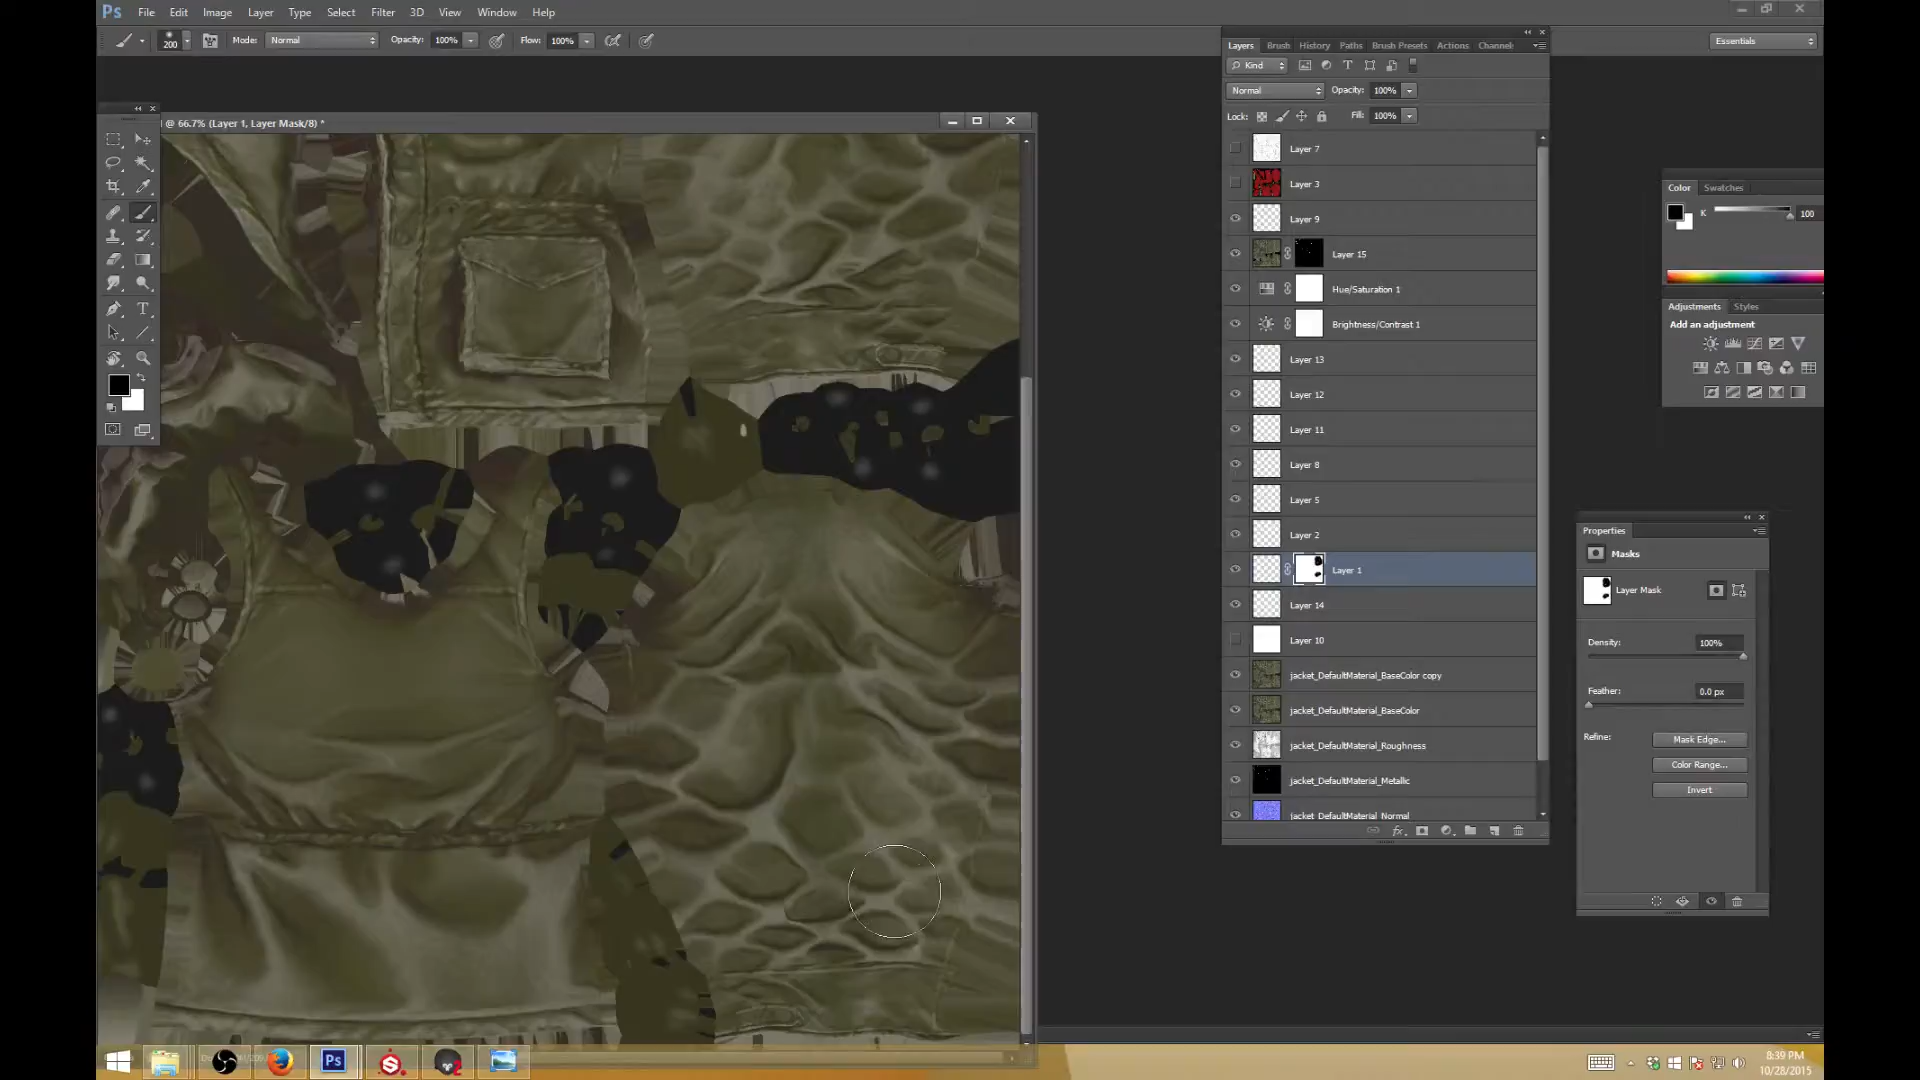 Ps File Edit Image Layer Type Select Filter 3D View Window Help
200 Mode: Normal Opacity: 100% Flow: 100% Essentials
Layers Brush History Paths Brush Presets Actions Channel
Kind
Normal Opacity: 100%
Lock: Fill: 100%
@ 66.7% (Layer 1, Layer Mask/8) *
Layer 7
Layer 3
Layer 9
Layer 15
Hue/Saturation 1
Brightness/Contrast 1
Layer 13
Layer 12
Layer 11
Layer 8
Layer 5
Layer 2
Layer 1
Layer 14
Layer 10
jacket_DefaultMaterial_BaseColor copy
jacket_DefaultMaterial_BaseColor
jacket_DefaultMaterial_Roughness
jacket_DefaultMaterial_Metallic
jacket_DefaultMaterial_Normal
Color Swatches
K 100
Adjustments Styles
Add an adjustment
Properties
Masks
Layer Mask
Density: 100%
Feather: 0.0 px
Refine: Mask Edge...
Color Range...
Invert
Ps
8:39 PM
10/28/2015